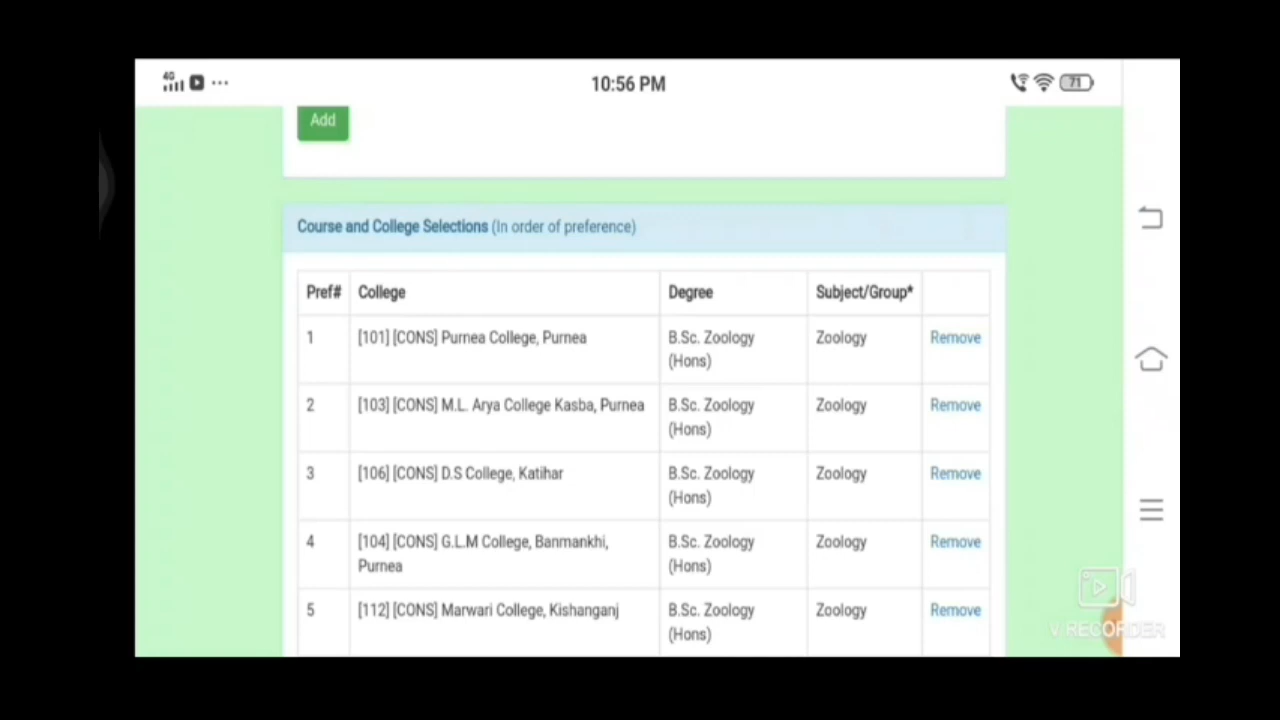 4G
10:56 PM
71
Add
Course and College Selections (In order of preference)
Pref# College Degree Subject/Group*
1 [101] [CONS] Purnea College, Purnea B.Sc. Zoology Zoology Remove
(Hons)
2 [103] [CONS] M.L. Arya College Kasba, Purnea B.Sc. Zoology Zoology Remove
(Hons)
3 [106] [CONS] D.S College, Katihar B.Sc. Zoology Zoology Remove
(Hons)
4 [104] [CONS] G.L.M College, Banmankhi, B.Sc. Zoology Zoology Remove
Purnea (Hons)
5 [112] [CONS] Marwari College, Kishanganj B.Sc. Zoology Zoology Remove
(Hons)
V RECORDER